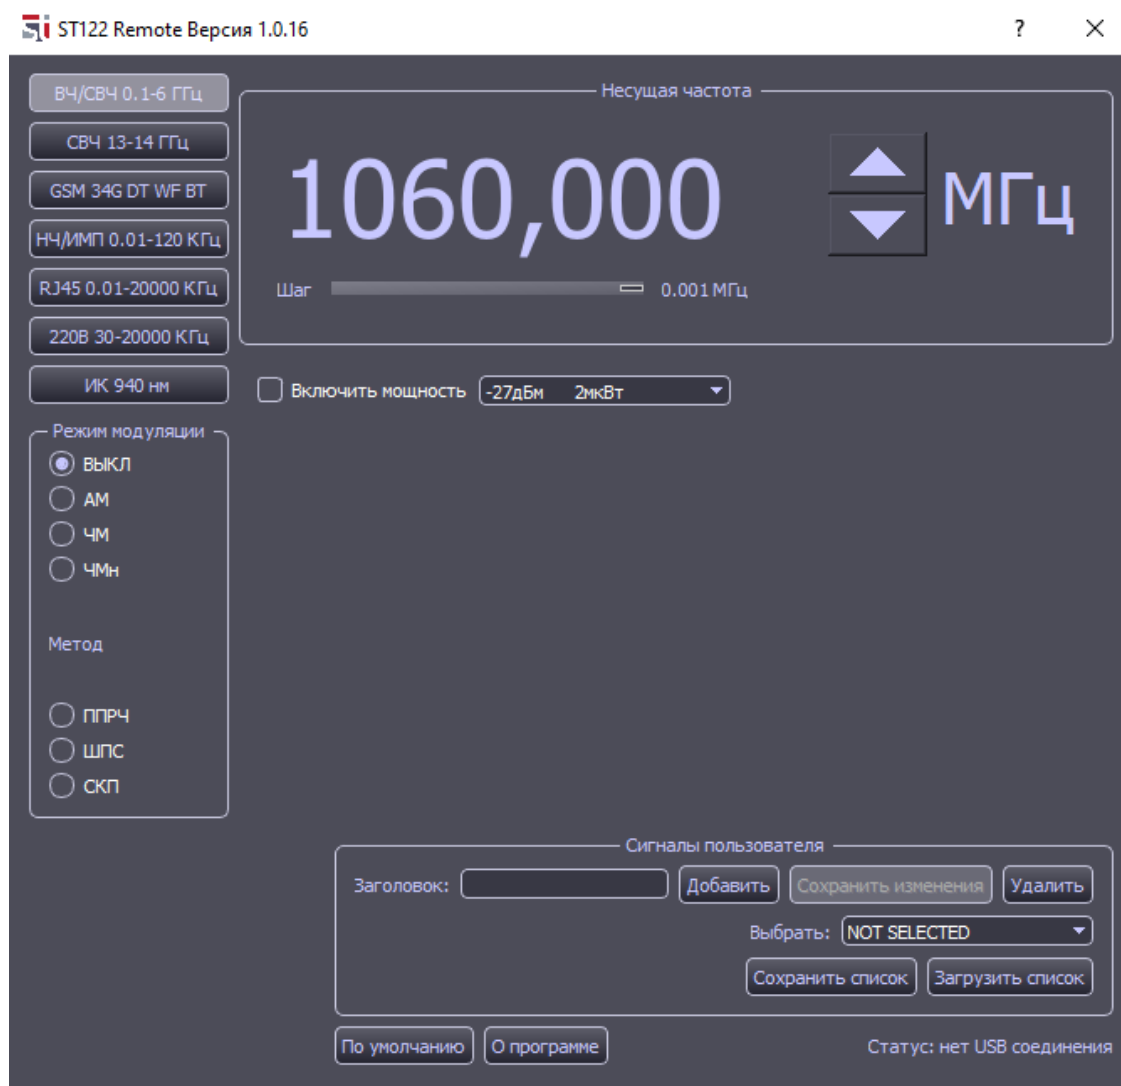 ST122 Remote Версия 1.0.16
ВЧ/СВЧ 0.1-6 ГГц
СВЧ 13-14 ГГц
GSM 34G DT WF BT
НЧ/ИМП 0.01-120 КГц
RJ45 0.01-20000 КГц
220В 30-20000 КГц
ИК 940 нм
Несущая частота
1060,000 МГц
Шаг 0.001 МГц
Включить мощность -27дБм 2мкВт
Режим модуляции
ВЫКЛ
АМ
ЧМ
ЧМн
Метод
ППРЧ
ШПС
СКП
Сигналы пользователя
Заголовок: Добавить Сохранить изменения Удалить
Выбрать: NOT SELECTED
Сохранить список Загрузить список
По умолчанию О программе Статус: нет USB соединения